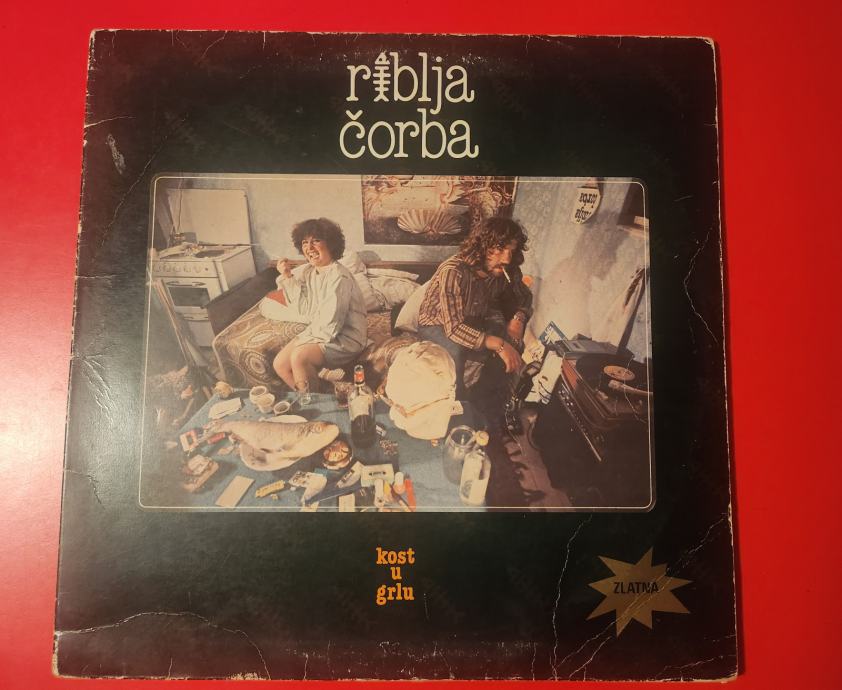 riblja
čorba
kost
u
grlu
ZLATNA